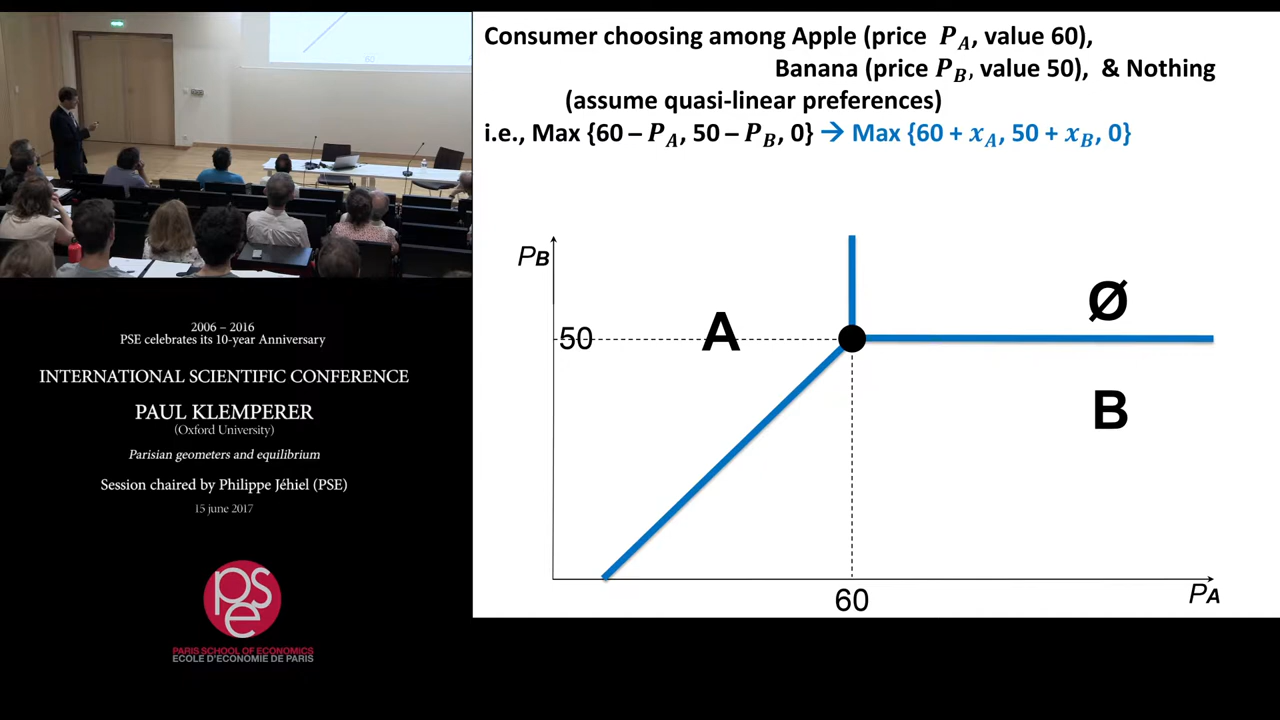 Consumer choosing among Apple (price P_A, value 60),
Banana (price P_B, value 50), & Nothing
(assume quasi-linear preferences)
i.e., Max {60 – P_A, 50 – P_B, 0} → Max {60 + x_A, 50 + x_B, 0}
PB
50
A
Ø
B
60
PA
60
2006 – 2016
PSE celebrates its 10-year Anniversary
INTERNATIONAL SCIENTIFIC CONFERENCE
PAUL KLEMPERER
(Oxford University)
Parisian geometers and equilibrium
Session chaired by Philippe Jéhiel (PSE)
15 june 2017
pse
PARIS SCHOOL OF ECONOMICS
ECOLE D'ECONOMIE DE PARIS